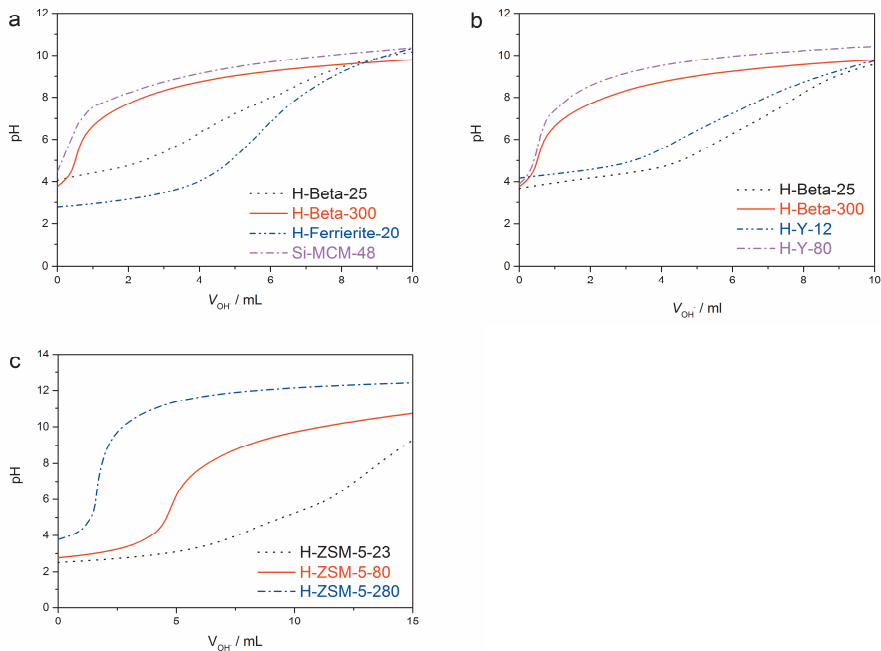 a
12
10
8
6
4
2
0
pH
0
2
4
6
8
10
V OH- / mL
H-Beta-25
H-Beta-300
H-Ferrierite-20
Si-MCM-48
b
12
10
8
6
4
2
0
pH
0
2
4
6
8
10
V OH- / ml
H-Beta-25
H-Beta-300
H-Y-12
H-Y-80
c
14
12
10
8
6
4
2
0
pH
0
5
10
15
V OH- / mL
H-ZSM-5-23
H-ZSM-5-80
H-ZSM-5-280